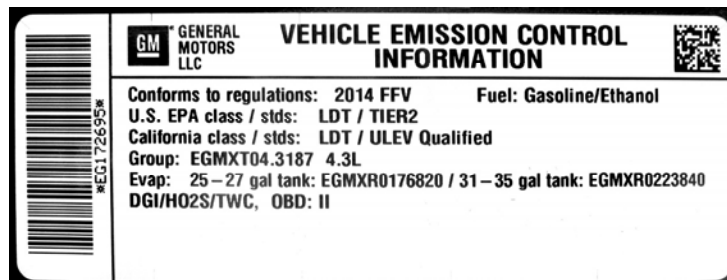 *EG172695*
GM
GENERAL
MOTORS
LLC
VEHICLE EMISSION CONTROL
INFORMATION
Conforms to regulations: 2014 FFV Fuel: Gasoline/Ethanol
U.S. EPA class / stds: LDT / TIER2
California class / stds: LDT / ULEV Qualified
Group: EGMXT04.3187 4.3L
Evap: 25-27 gal tank: EGMXR0176820 / 31-35 gal tank: EGMXR0223840
DGI/HO2S/TWC, OBD: II